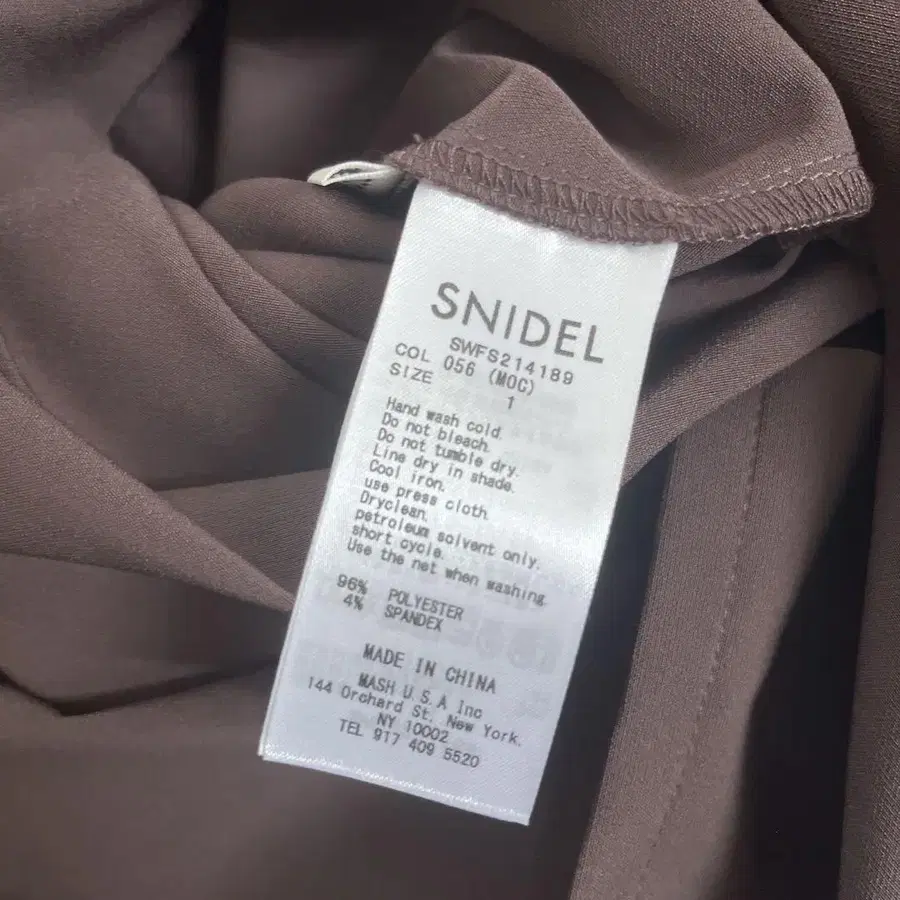 SNIDEL
SWFS214189
COL 056 (MOC)
SIZE 1
Hand wash cold.
Do not bleach.
Do not tumble dry.
Line dry in shade.
Cool iron.
use press cloth.
Dryclean.
petroleum solvent only.
short cycle.
Use the net when washing.
96% POLYESTER
4% SPANDEX
MADE IN CHINA
MASH U.S.A Inc
144 Orchard St. New York.
NY 10002
TEL 917 409 5520